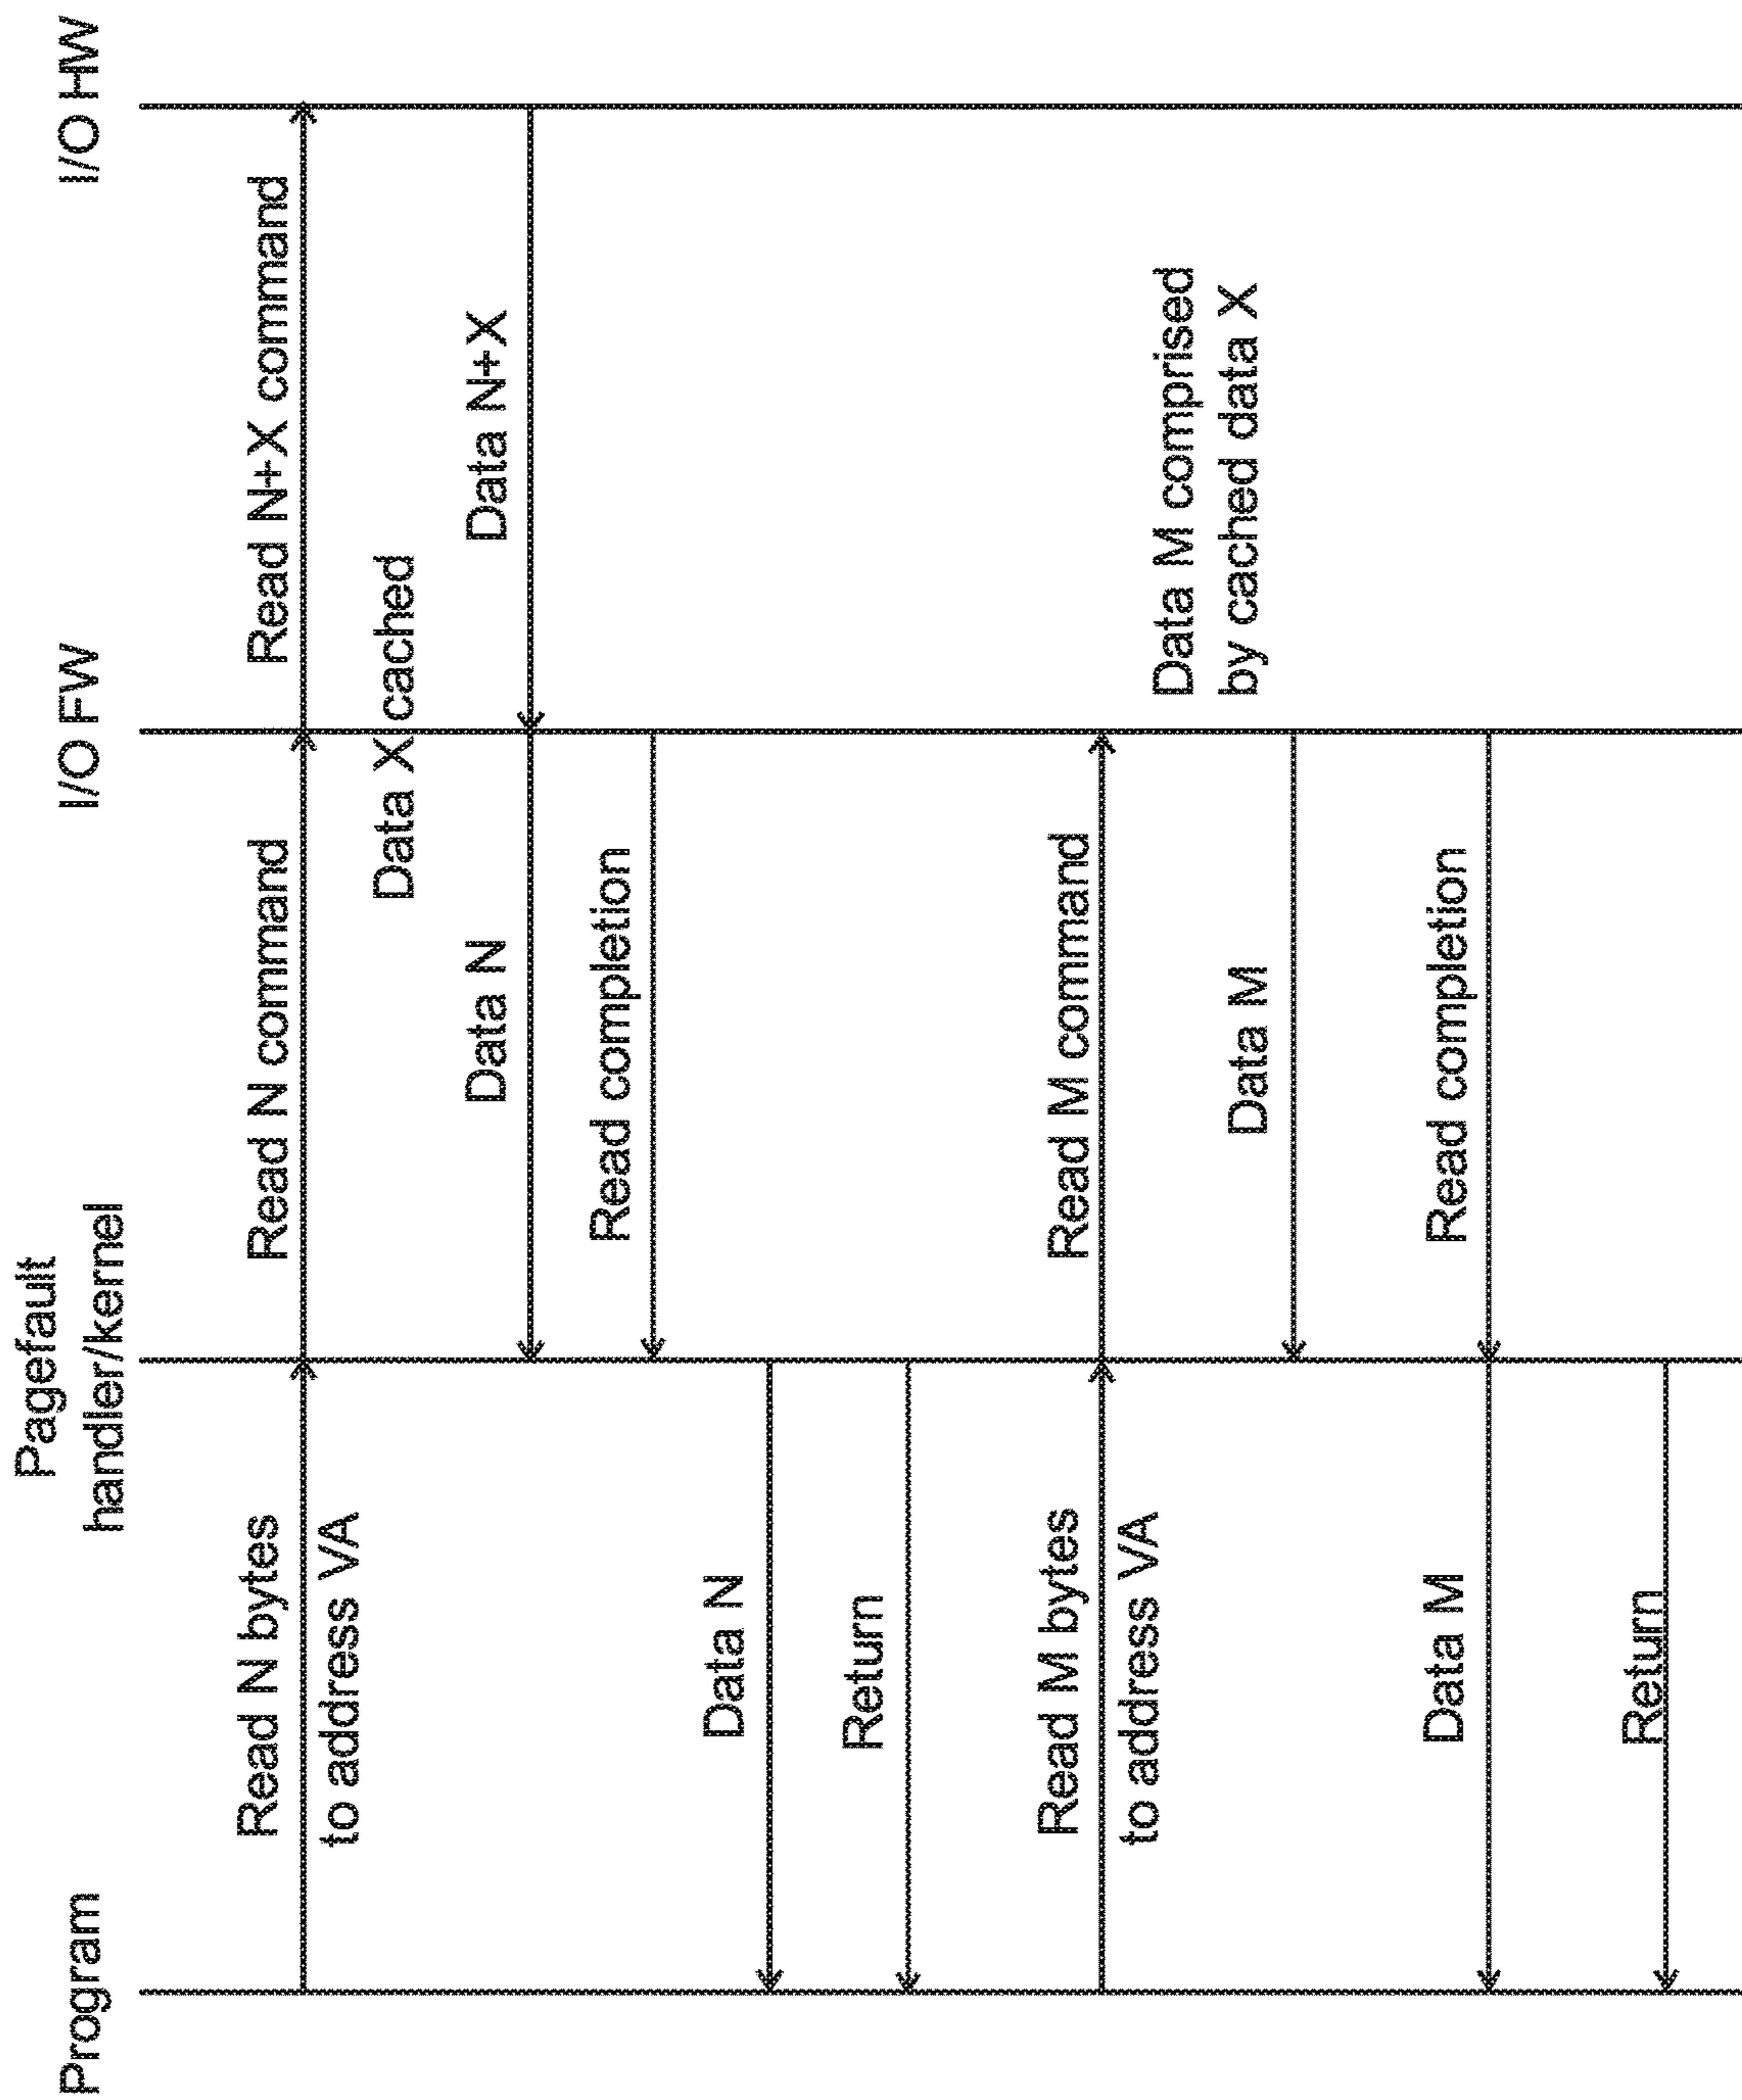 Program
Pagefault
handler/kernel
I/O FW
I/O HW
Read N bytes
to address VA
Read N command
Read N+X command
Data X cached
Data N
Data N+X
Read completion
Data N
Return
Read M bytes
to address VA
Read M command
Data M comprised
by cached data X
Data M
Data M
Read completion
Return